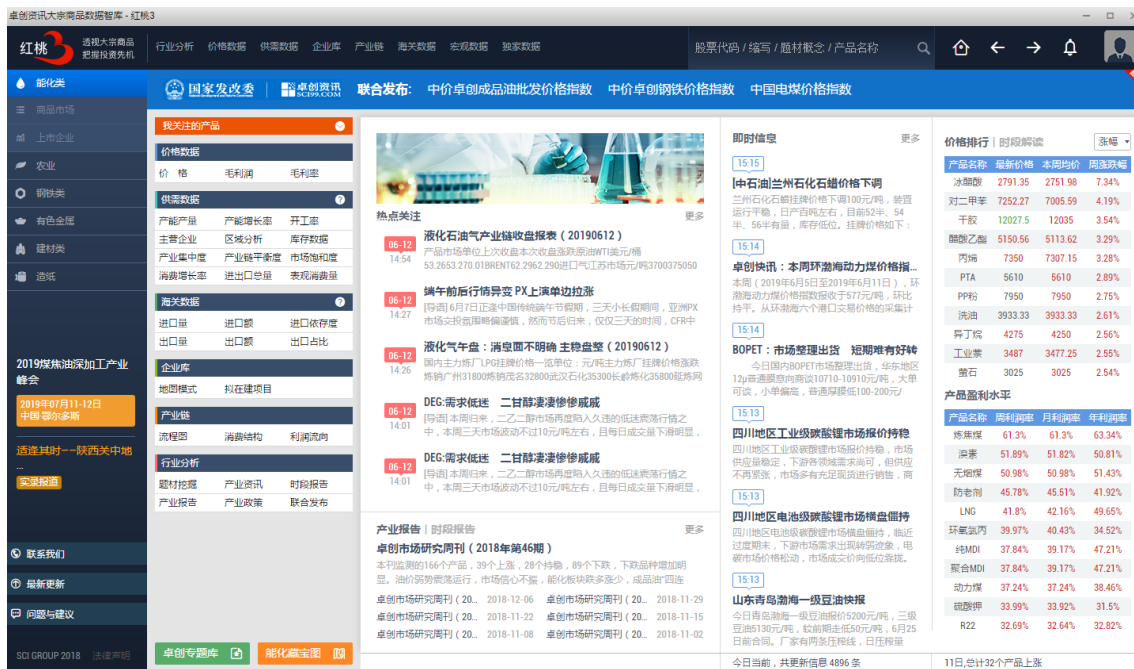 卓创资讯大宗商品数据智库 - 红桃3
红桃3
透视大宗商品
把握投资先机
行业分析 价格数据 供需数据 企业库 产业链 海关数据 宏观数据 独家数据
股票代码 / 缩写 / 题材概念 / 产品名称
能化类
商品市场
上市企业
农业
钢铁类
有色金属
建材类
造纸
2019煤焦油深加工产业
峰会
2019年07月11-12日
中国·鄂尔多斯
适逢其时——陕西关中地
...
实录报道
联系我们
最新更新
问题与建议
SCI GROUP 2018 法律声明
国家发改委 卓创资讯 SCI99.COM 联合发布: 中价卓创成品油批发价格指数 中价卓创钢铁价格指数 中国电煤价格指数
我关注的产品
价格数据
价 格 毛利润 毛利率
供需数据
产能产量 产能增长率 开工率
主营企业 区域分析 库存数据
产业集中度 产业链平衡度 市场饱和度
消费增长率 进出口总量 表观消费量
海关数据
进口量 进口额 进口依存度
出口量 出口额 出口占比
企业库
地图模式 拟在建项目
产业链
流程图 消费结构 利润流向
行业分析
题材挖掘 产业资讯 时段报告
产业报告 产业政策 联合发布
卓创专题库 能化藏宝图
热点关注 更多
06-12
14:54
液化石油气产业链收盘报表（20190612）
产品市场单位上次收盘本次收盘涨跌原油WTI美元/桶
53.2653.270.01BRENT62.2962.290进口气江苏市场元/吨3700375050
06-12
14:27
端午前后行情异变 PX上演单边拉涨
[导语] 6月7日正逢中国传统端午节假期，三天小长假期间，亚洲PX
市场交投氛围略偏谨慎，然而节后归来，仅仅三天的时间，CFR中
06-12
14:26
液化气午盘：消息面不明确 主稳盘整（20190612）
国内主力炼厂LPG挂牌价格一览单位：元/吨主力炼厂挂牌价格涨跌
炼销广州31800炼销茂名32800武汉石化35300长岭炼化35800延炼网
06-12
14:01
DEG:需求低迷 二甘醇凄凄惨惨戚戚
[导语] 本周归来，二乙二醇市场再度陷入久违的低迷震荡行情之
中，本周三天市场波动不过10元/吨左右，且每日成交量下滑明显，
06-12
14:01
DEG:需求低迷 二甘醇凄凄惨惨戚戚
[导语] 本周归来，二乙二醇市场再度陷入久违的低迷震荡行情之
中，本周三天市场波动不过10元/吨左右，且每日成交量下滑明显，
产业报告 | 时段报告 更多
卓创市场研究周刊（2018年第46期）
本刊监测的166个产品，39个上涨，28个持稳，89个下跌，下跌品种增加明
显。油价弱势震荡运行，市场信心不振，能化板块跌多涨少，成品油"四连
卓创市场研究周刊 ( 20... 2018-12-06 卓创市场研究周刊 ( 20... 2018-11-29
卓创市场研究周刊 ( 20... 2018-11-22 卓创市场研究周刊 ( 20... 2018-11-15
卓创市场研究周刊 ( 20... 2018-11-08 卓创市场研究周刊 ( 20... 2018-11-02
即时信息 更多
15:15
[中石油]兰州石化石蜡价格下调
兰州石化石蜡挂牌价格下调100元/吨，装置
运行平稳，日产百吨左右，目前52半、54
半、56半有量，库存低位。挂牌价格如下：
15:14
卓创快讯：本周环渤海动力煤价格指...
本周（2019年6月5日至2019年6月11日），环
渤海动力煤价格指数报收于577元/吨，环比
持平。从环渤海六个港口交易价格的采集计
15:14
BOPET：市场整理出货 短期难有好转
今日国内BOPET市场整理出货，华东地区
12μ普通膜意向商谈10710-10910元/吨，大单
可谈，小单偏高，普通厚膜低100-200元/
15:13
四川地区工业级碳酸锂市场报价持稳
四川地区工业级碳酸锂市场报价持稳，市场
供应量稳定，下游各领域需求尚可，但供应
不再紧张，市场多有充足现货进行销售，商
15:13
四川地区电池级碳酸锂市场横盘僵持
四川地区电池级碳酸锂市场横盘僵持，临近
过度期末，下游市场需求出现转弱迹象，电
碳市场价格松动，市场成交价向低位靠拢。
15:13
山东青岛渤海一级豆油快报
今日青岛渤海一级豆油报价5200元/吨，三级
豆油5130元/吨，较前期走低50元/吨，6月25
日前合同。厂家有两条压榨线，日压榨量
今日当前，共更新信息 4896 条
价格排行 | 时段解读 涨幅
产品名称 最新价格 本周均价 周涨跌幅
冰醋酸 2791.35 2751.98 7.34%
对二甲苯 7252.27 7005.59 4.19%
干胶 12027.5 12035 3.54%
醋酸乙酯 5150.56 5113.62 3.29%
丙烯 7350 7307.15 3.28%
PTA 5610 5610 2.89%
PP粉 7950 7950 2.75%
洗油 3933.33 3933.33 2.61%
异丁烷 4275 4250 2.56%
工业萘 3487 3477.25 2.55%
萤石 3025 3025 2.54%
产品盈利水平
产品名称 周利润率 月利润率 年利润率
炼焦煤 61.3% 61.3% 63.34%
溴素 51.89% 51.82% 50.81%
无烟煤 50.98% 50.98% 51.43%
防老剂 45.78% 45.51% 41.92%
LNG 41.8% 42.16% 49.65%
环氧氯丙 39.97% 40.43% 34.52%
纯MDI 37.84% 39.17% 47.21%
聚合MDI 37.84% 39.17% 47.21%
动力煤 37.24% 37.24% 38.46%
硫酸钾 33.99% 33.92% 31.5%
R22 32.69% 32.64% 32.82%
11日,总计32个产品上涨